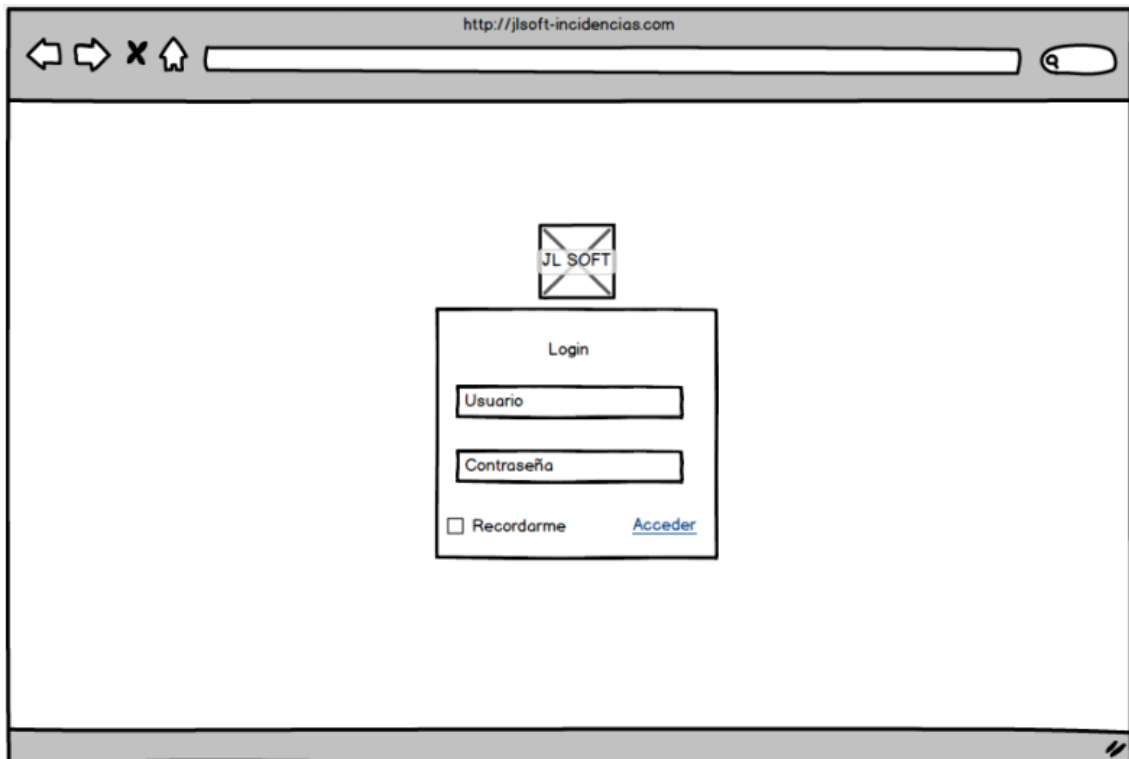 http://jlsoft-incidencias.com
JL SOFT
Login
Usuario
Contraseña
Recordarme Acceder